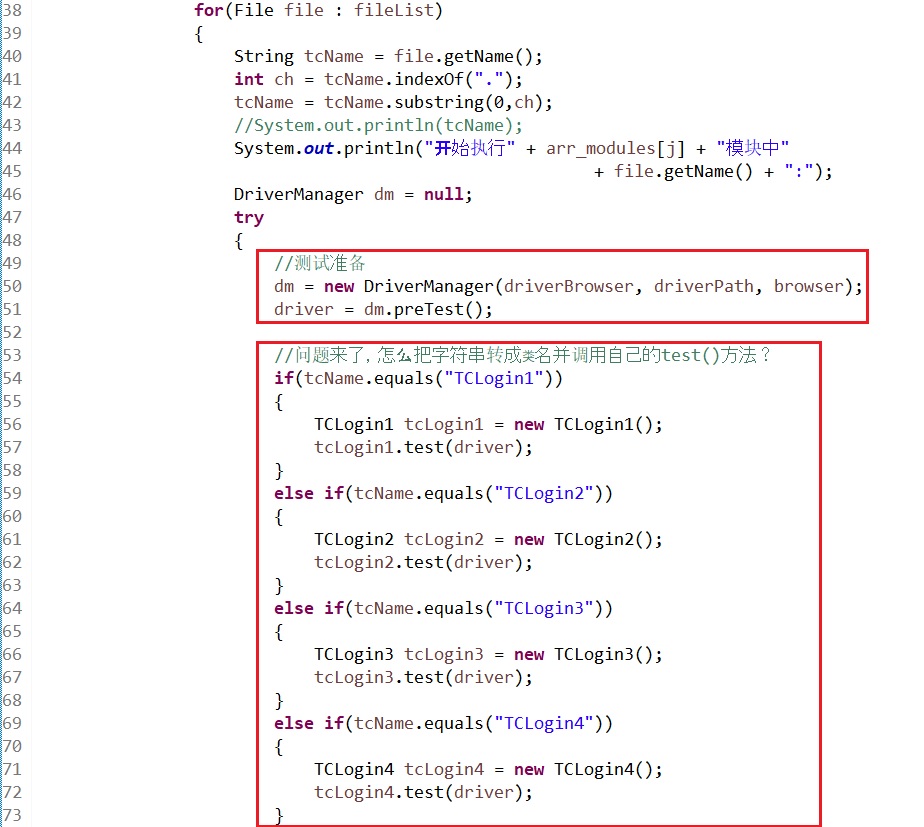 38 for(File file : fileList)
39 {
40 String tcName = file.getName();
41 int ch = tcName.indexOf(".");
42 tcName = tcName.substring(0,ch);
43 //System.out.println(tcName);
44 System.out.println("开始执行" + arr_modules[j] + "模块中"
45 + file.getName() + ":");
46 DriverManager dm = null;
47 try
48 {
49 //测试准备
50 dm = new DriverManager(driverBrowser, driverPath, browser);
51 driver = dm.preTest();
52
53 //问题来了,怎么把字符串转成类名并调用自己的test()方法？
54 if(tcName.equals("TCLogin1"))
55 {
56 TCLogin1 tcLogin1 = new TCLogin1();
57 tcLogin1.test(driver);
58 }
59 else if(tcName.equals("TCLogin2"))
60 {
61 TCLogin2 tcLogin2 = new TCLogin2();
62 tcLogin2.test(driver);
63 }
64 else if(tcName.equals("TCLogin3"))
65 {
66 TCLogin3 tcLogin3 = new TCLogin3();
67 tcLogin3.test(driver);
68 }
69 else if(tcName.equals("TCLogin4"))
70 {
71 TCLogin4 tcLogin4 = new TCLogin4();
72 tcLogin4.test(driver);
73 }